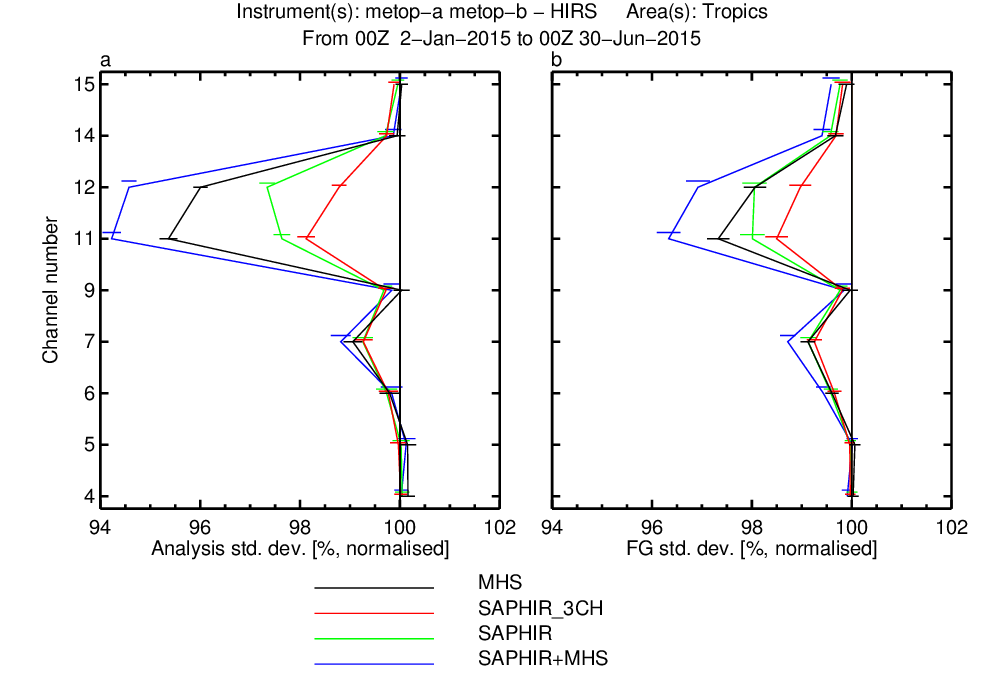 Instrument(s): metop−a metop−b − HIRS Area(s): Tropics
From 00Z 2−Jan−2015 to 00Z 30−Jun−2015
a
b
Channel number
15
14
12
11
9
7
6
5
4
94 96 98 100 102
94 96 98 100 102
Analysis std. dev. [%, normalised]
FG std. dev. [%, normalised]
MHS
SAPHIR_3CH
SAPHIR
SAPHIR+MHS